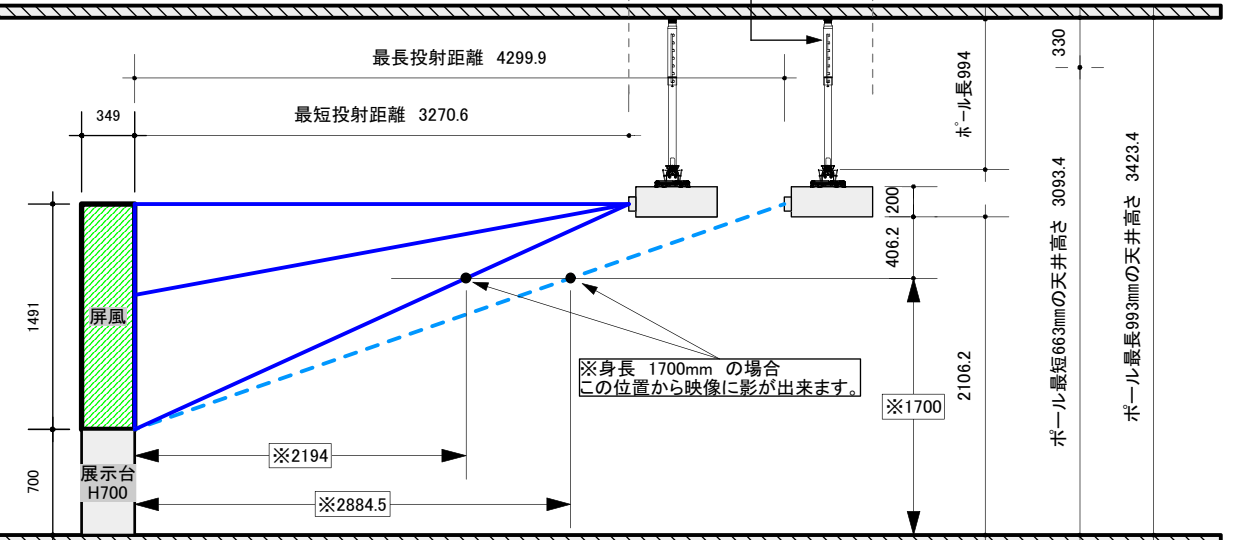 最長投射距離 4299.9
330
ポール長994
349
最短投射距離 3270.6
ポール最短663mmの天井高さ 3093.4
ポール最長993mmの天井高さ 3423.4
200
406.2
1491
屏風
※身長 1700mm の場合
この位置から映像に影が出来ます。
2106.2
※1700
※2194
700
展示台
H700
※2884.5